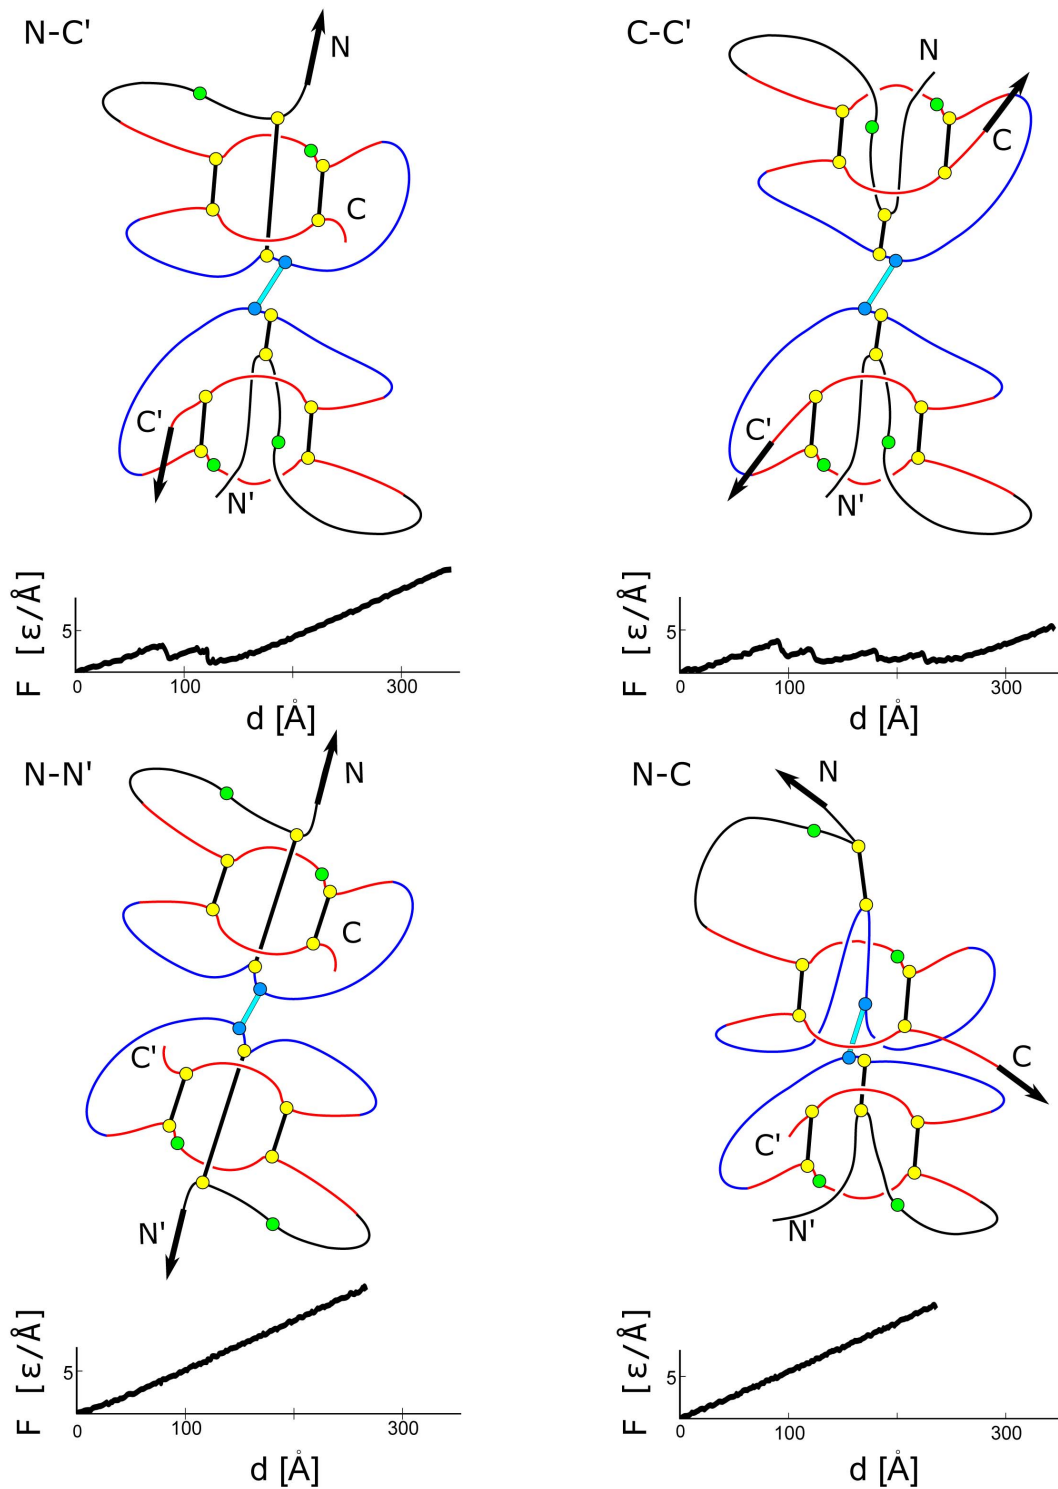 N-C'
N
C
C'
N'
F [ε/Å]
5
0 100 300
d [Å]
C-C'
N
C
C'
N'
F [ε/Å]
5
0 100 300
d [Å]
N-N'
N
C
C'
N'
F [ε/Å]
5
0 100 300
d [Å]
N-C
N
C
C'
N'
F [ε/Å]
5
0 100 300
d [Å]